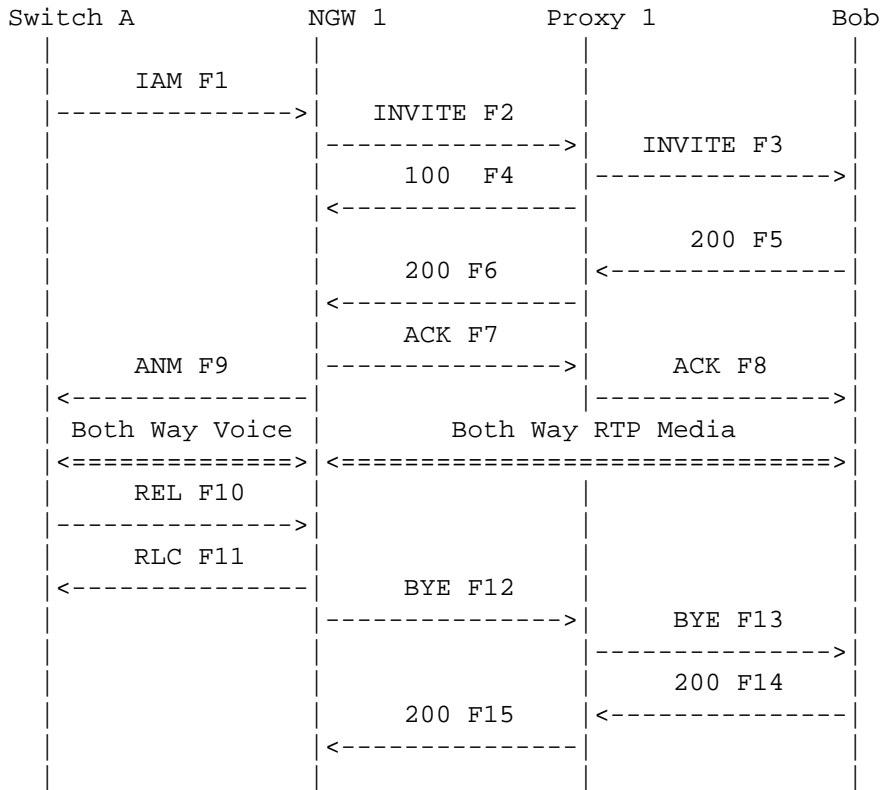 Switch A NGW 1 Proxy 1 Bob
IAM F1
INVITE F2
INVITE F3
100 F4
200 F5
200 F6
ACK F7
ANM F9 ACK F8
Both Way Voice Both Way RTP Media
REL F10
RLC F11
BYE F12
BYE F13
200 F14
200 F15